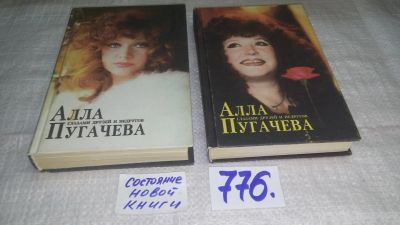 АЛЛА
ГЛАЗАМИ ДРУЗЕЙ И НЕДРУГОВ
ПУГАЧЕВА
АЛЛА
ГЛАЗАМИ ДРУЗЕЙ И НЕДРУГОВ
ПУГАЧЕВА
СОСТОЯНИЕ
НОВОЙ
КНИГИ
776.